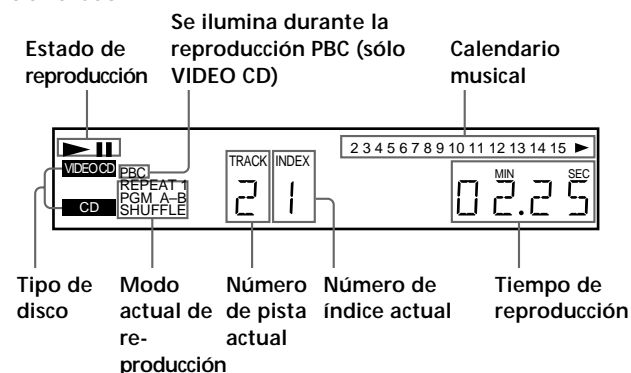 Se ilumina durante la
reproducción PBC (sólo
VIDEO CD)
Estado de
reproducción
Calendario
musical
2 3 4 5 6 7 8 9 10 11 12 13 14 15 ►
VIDEO CD
PBC
REPEAT 1
PGM A–B
SHUFFLE
CD
TRACK
2
INDEX
1
MIN SEC
02.25
Tipo de
disco
Modo
actual de
re-
producción
Número
de pista
actual
Número de
índice actual
Tiempo de
reproducción